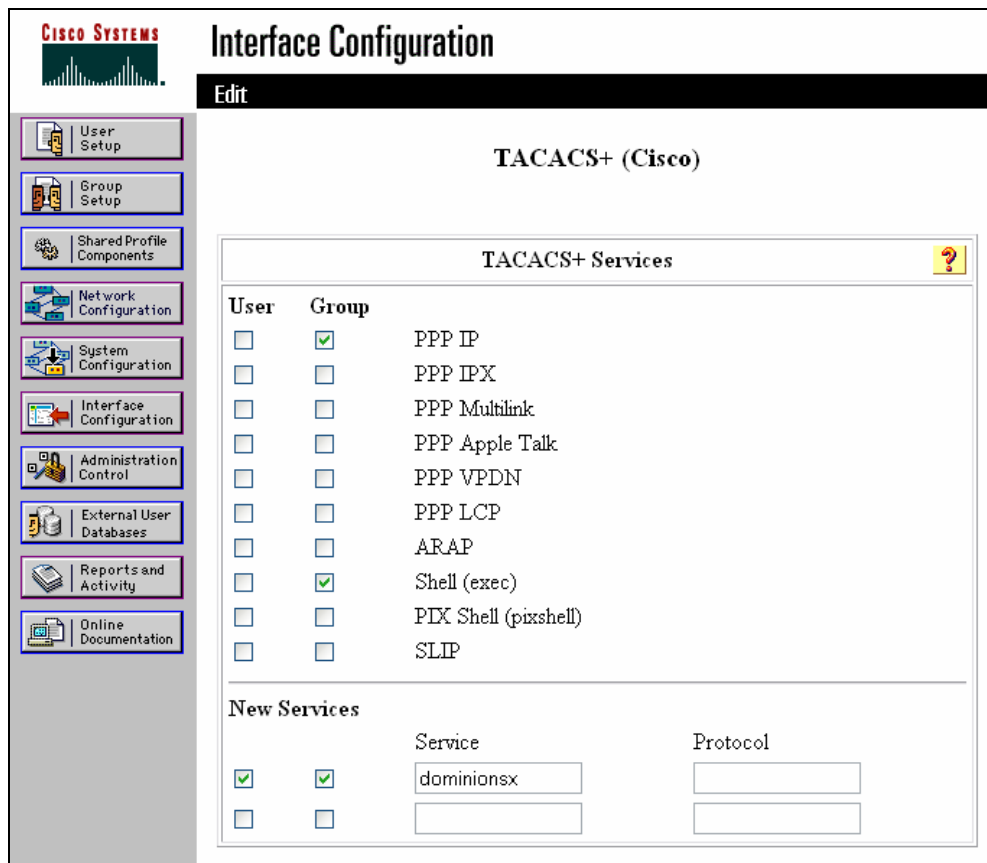 CISCO SYSTEMS
Interface Configuration
Edit
User
Setup
Group
Setup
Shared Profile
Components
Network
Configuration
System
Configuration
Interface
Configuration
Administration
Control
External User
Databases
Reports and
Activity
Online
Documentation
TACACS+ (Cisco)
TACACS+ Services
?
User Group
PPP IP
PPP IPX
PPP Multilink
PPP Apple Talk
PPP VPDN
PPP LCP
ARAP
Shell (exec)
PIX Shell (pixshell)
SLIP
New Services
Service Protocol
dominionsx